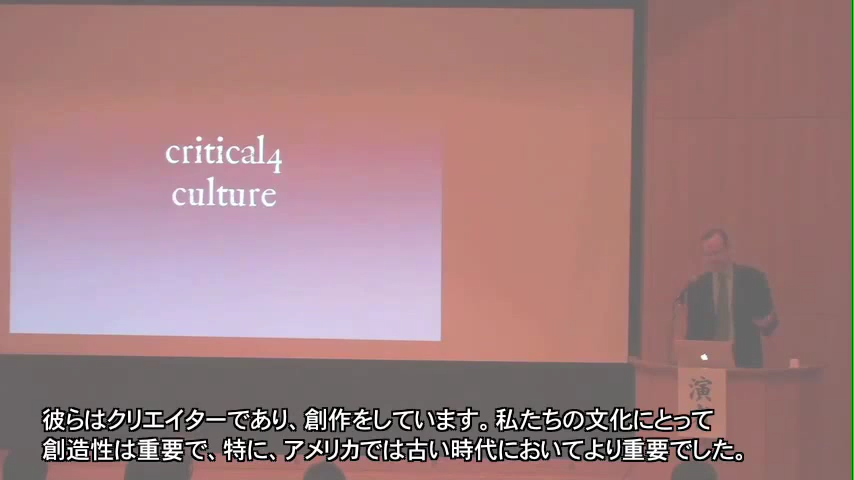 critical4
culture
演
彼らはクリエイターであり、創作をしています。私たちの文化にとって
創造性は重要で、特に、アメリカでは古い時代においてより重要でした。